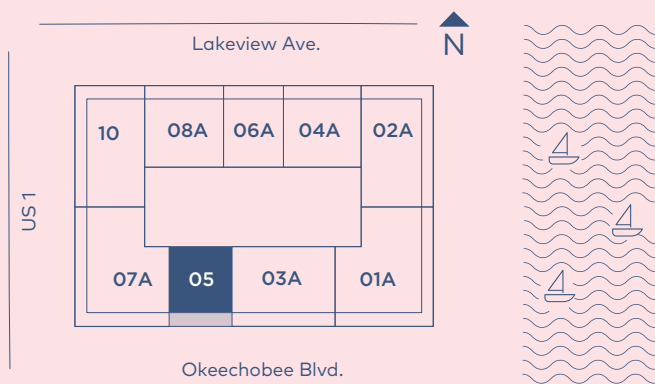 Lakeview Ave.
N
10
08A
06A
04A
02A
US 1
07A
05
03A
01A
Okeechobee Blvd.